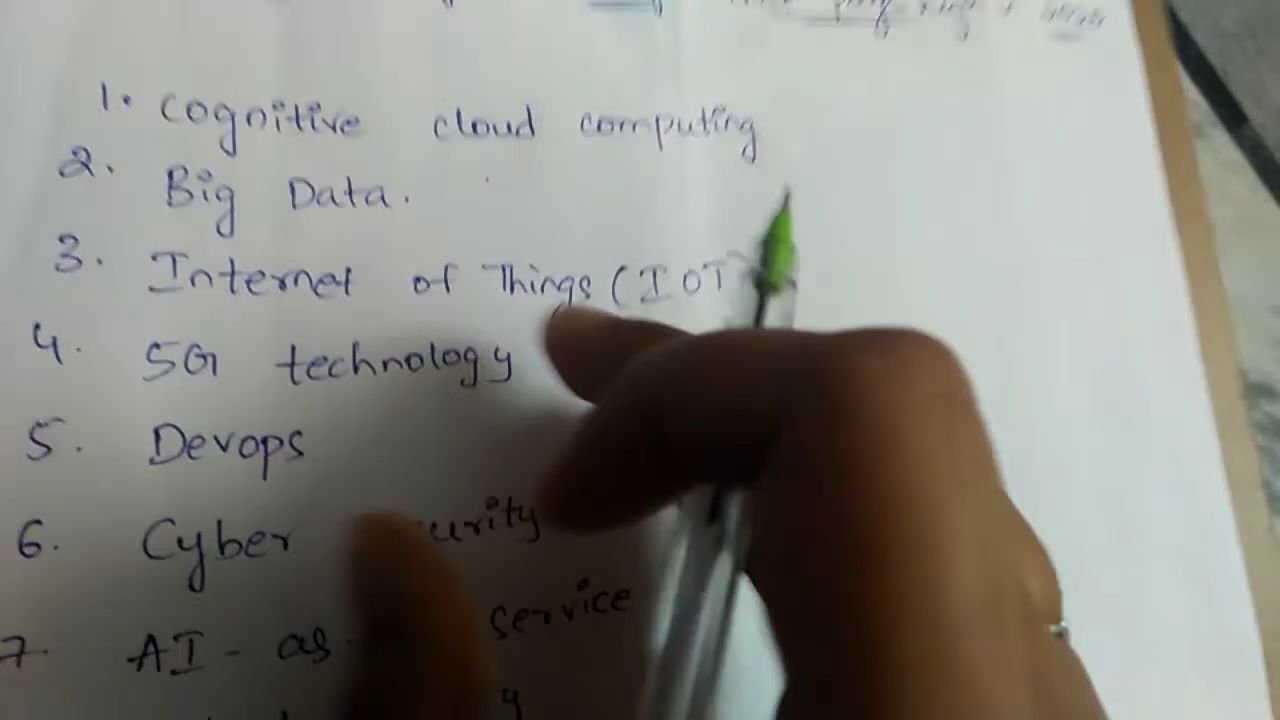 1. Cognitive cloud computing
2. Big Data.
3. Internet of Things (IOT
4. 5G technology
5. Devops
6. Cyber urity
7. AI - as service
y